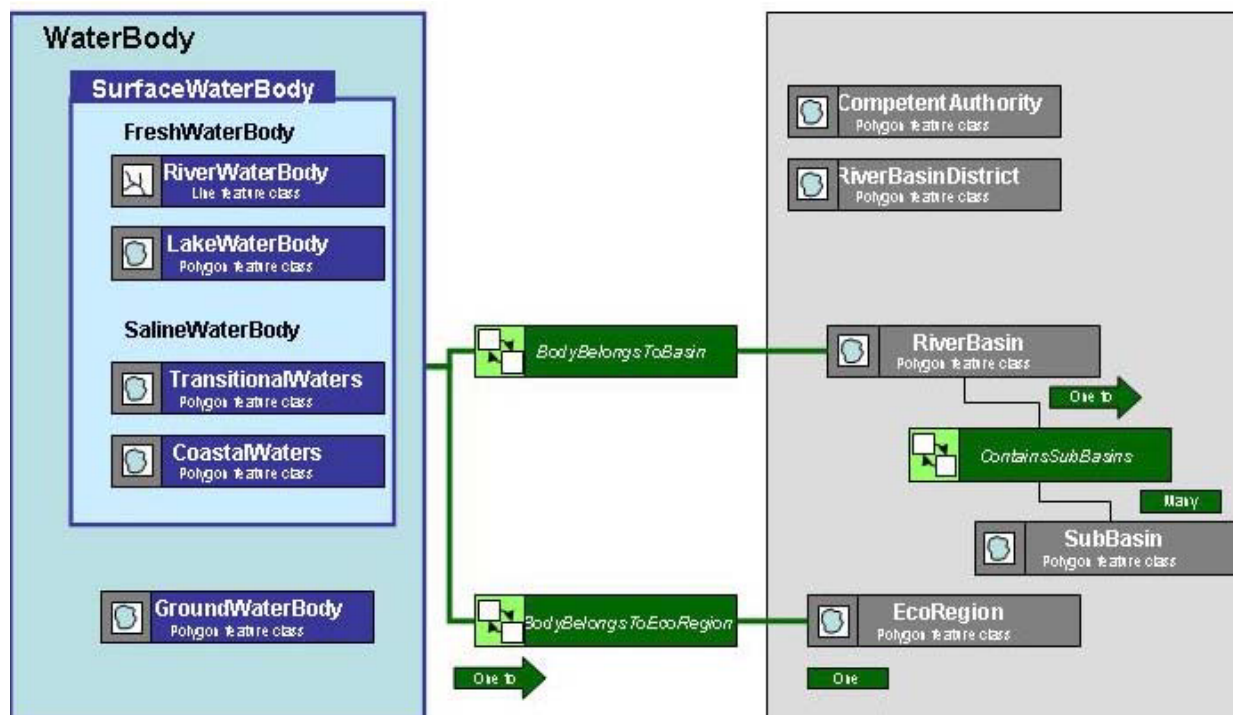 WaterBody
SurfaceWaterBody
FreshWaterBody
RiverWaterBody
Line feature class
LakeWaterBody
Polygon feature class
SalineWaterBody
TransitionalWaters
Polygon feature class
CoastalWaters
Polygon feature class
GroundWaterBody
Polygon feature class
BodyBelongsToBasin
BodyBelongsToEcoRegion
One to
CompetentAuthority
Polygon feature class
RiverBasinDistrict
Polygon feature class
RiverBasin
Polygon feature class
One to
ContainsSubBasins
Many
SubBasin
Polygon feature class
EcoRegion
Polygon feature class
One